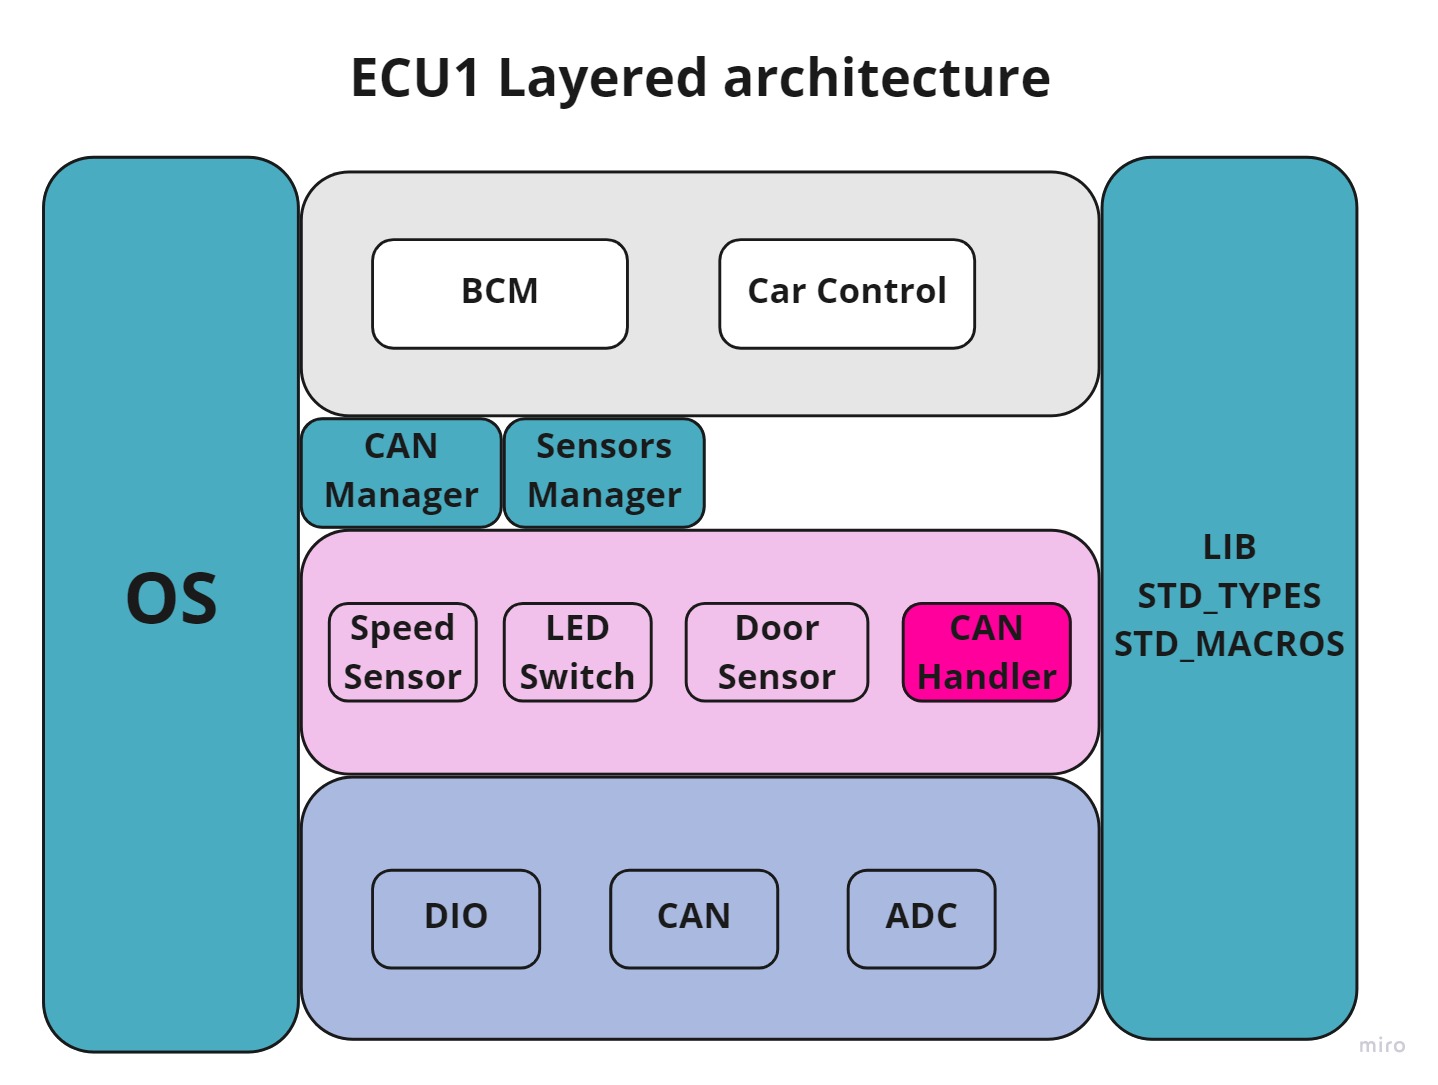 ECU1 Layered architecture
BCM
Car Control
CAN
Manager
Sensors
Manager
OS
LIB
STD_TYPES
STD_MACROS
Speed
Sensor
LED
Switch
Door
Sensor
CAN
Handler
DIO
CAN
ADC
miro